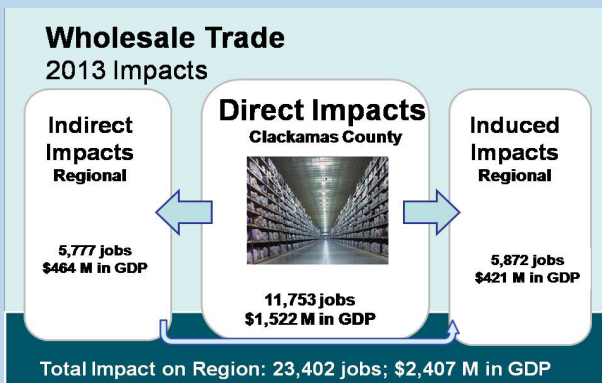 Wholesale Trade
2013 Impacts
Indirect
Impacts
Regional
5,777 jobs
$464 M in GDP
Direct Impacts
Clackamas County
11,753 jobs
$1,522 M in GDP
Induced
Impacts
Regional
5,872 jobs
$421 M in GDP
Total Impact on Region: 23,402 jobs; $2,407 M in GDP